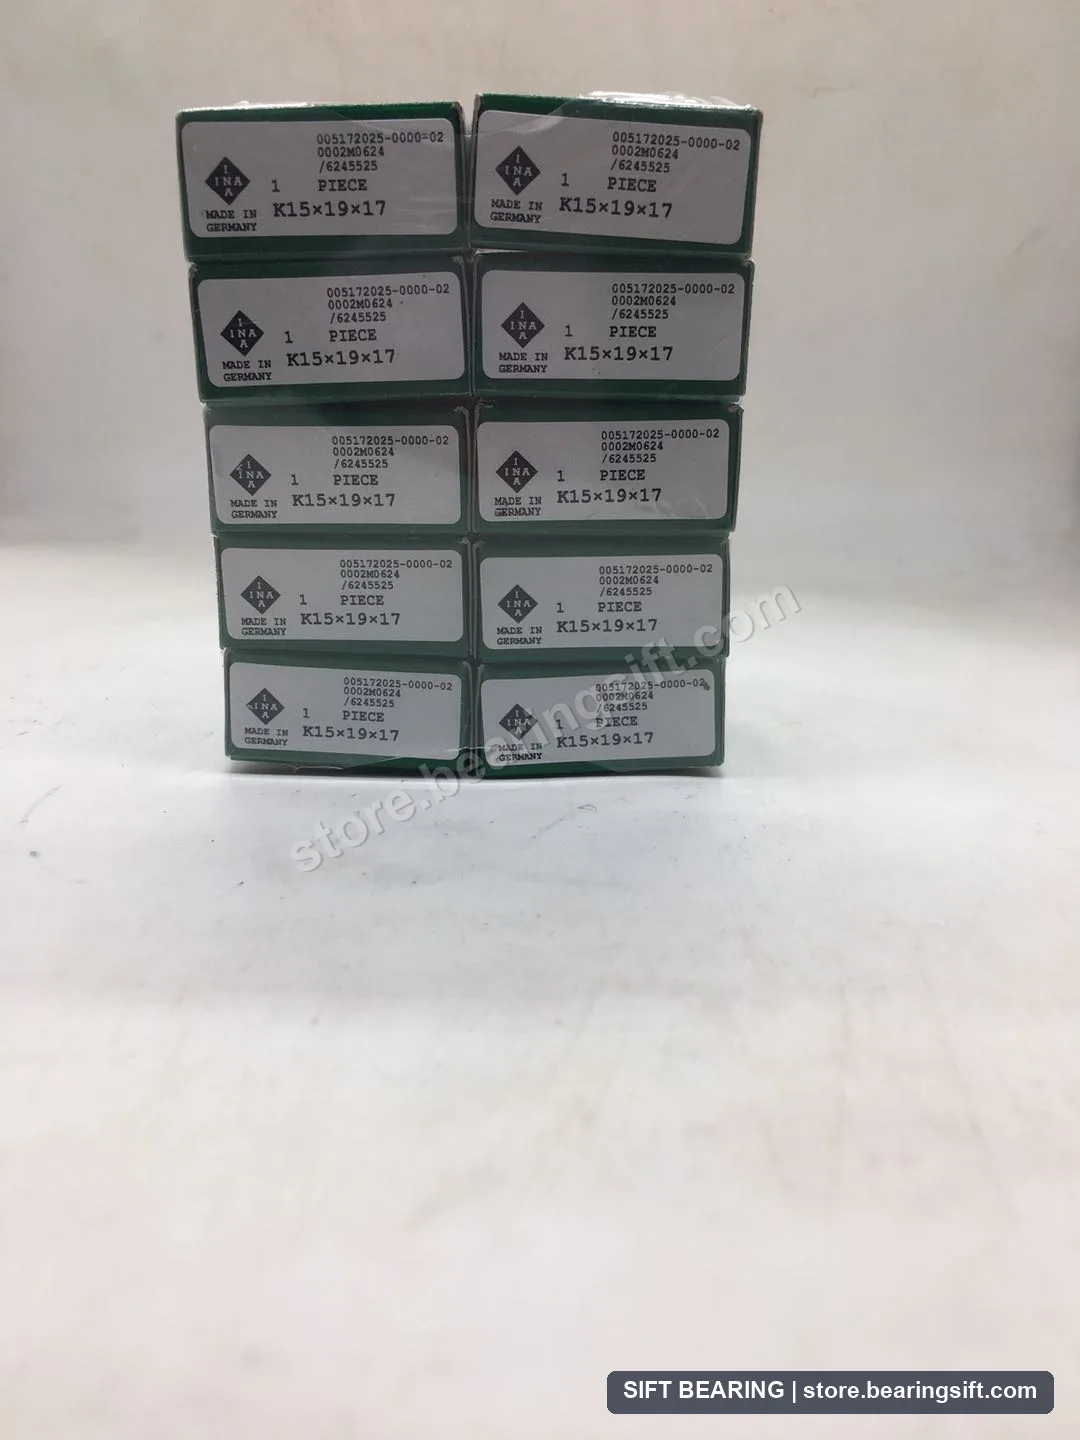 005172025-0000-02
0002M0624
/6245525
I
INA
A
1 PIECE
MADE IN
GERMANY
K15×19×17
005172025-0000-02
0002M0624
/6245525
I
INA
A
1 PIECE
MADE IN
GERMANY
K15×19×17
005172025-0000-02
0002M0624
/6245525
I
INA
A
1 PIECE
MADE IN
GERMANY
K15×19×17
005172025-0000-02
0002M0624
/6245525
I
INA
A
1 PIECE
MADE IN
GERMANY
K15×19×17
005172025-0000-02
0002M0624
/6245525
I
INA
A
1 PIECE
MADE IN
GERMANY
K15×19×17
005172025-0000-02
0002M0624
/6245525
I
INA
A
1 PIECE
MADE IN
GERMANY
K15×19×17
005172025-0000-02
0002M0624
/6245525
I
INA
A
1 PIECE
MADE IN
GERMANY
K15×19×17
005172025-0000-02
0002M0624
/6245525
I
INA
A
1 PIECE
MADE IN
GERMANY
K15×19×17
005172025-0000-02
0002M0624
/6245525
I
INA
A
1 PIECE
MADE IN
GERMANY
K15×19×17
005172025-0000-02
0002M0624
/6245525
I
INA
A
1 PIECE
MADE IN
GERMANY
K15×19×17
store.bearingsift.com
SIFT BEARING | store.bearingsift.com